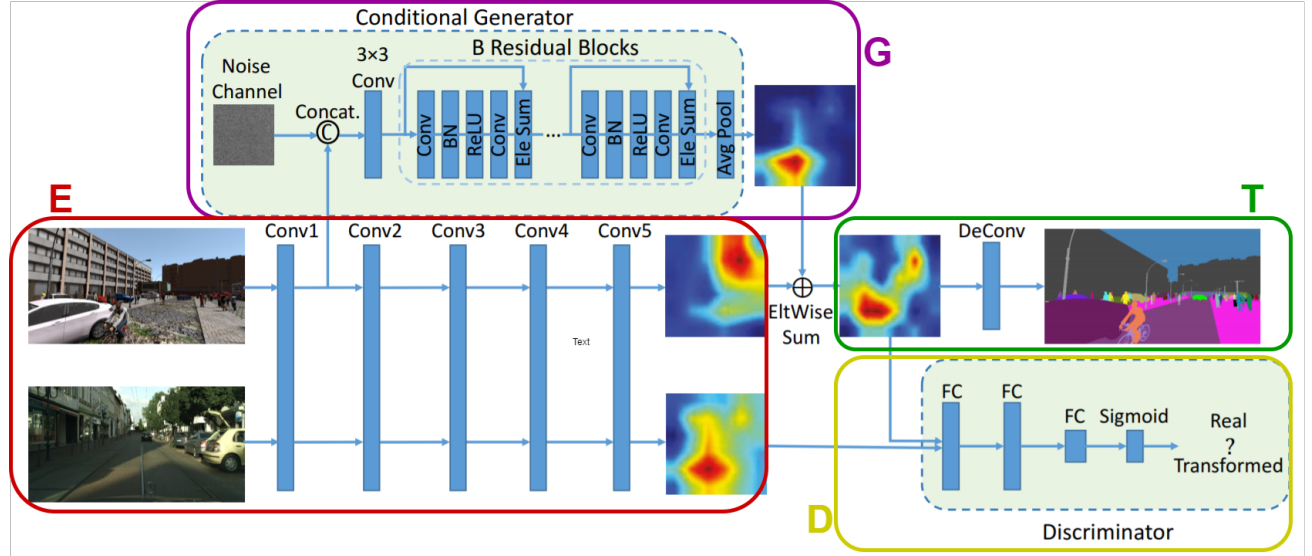 Conditional Generator
G
B Residual Blocks
3×3
Conv
Noise
Channel
Concat.
C
Conv
BN
ReLU
Conv
Ele Sum
...
Conv
BN
ReLU
Conv
Ele Sum
Avg Pool
E
T
Conv1
Conv2
Conv3
Conv4
Conv5
DeConv
EltWise
Sum
Text
FC
FC
FC
Sigmoid
Real
?
Transformed
D
Discriminator